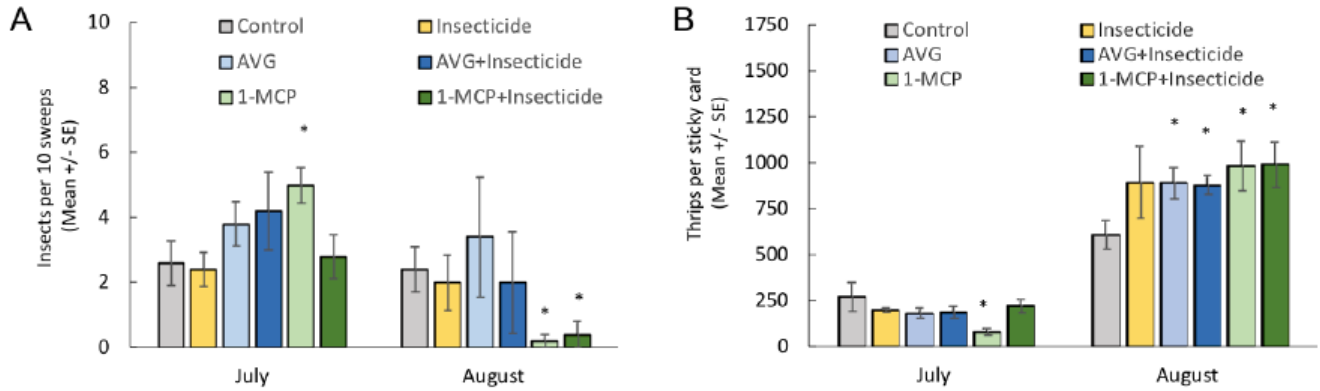 A
Insects per 10 sweeps
(Mean +/- SE)
10
8
6
4
2
0
Control
Insecticide
AVG
AVG+Insecticide
1-MCP
1-MCP+Insecticide
*
*
*
July
August
B
Thrips per sticky card
(Mean +/- SE)
1750
1500
1250
1000
750
500
250
0
Control
Insecticide
AVG
AVG+Insecticide
1-MCP
1-MCP+Insecticide
*
*
*
*
*
July
August